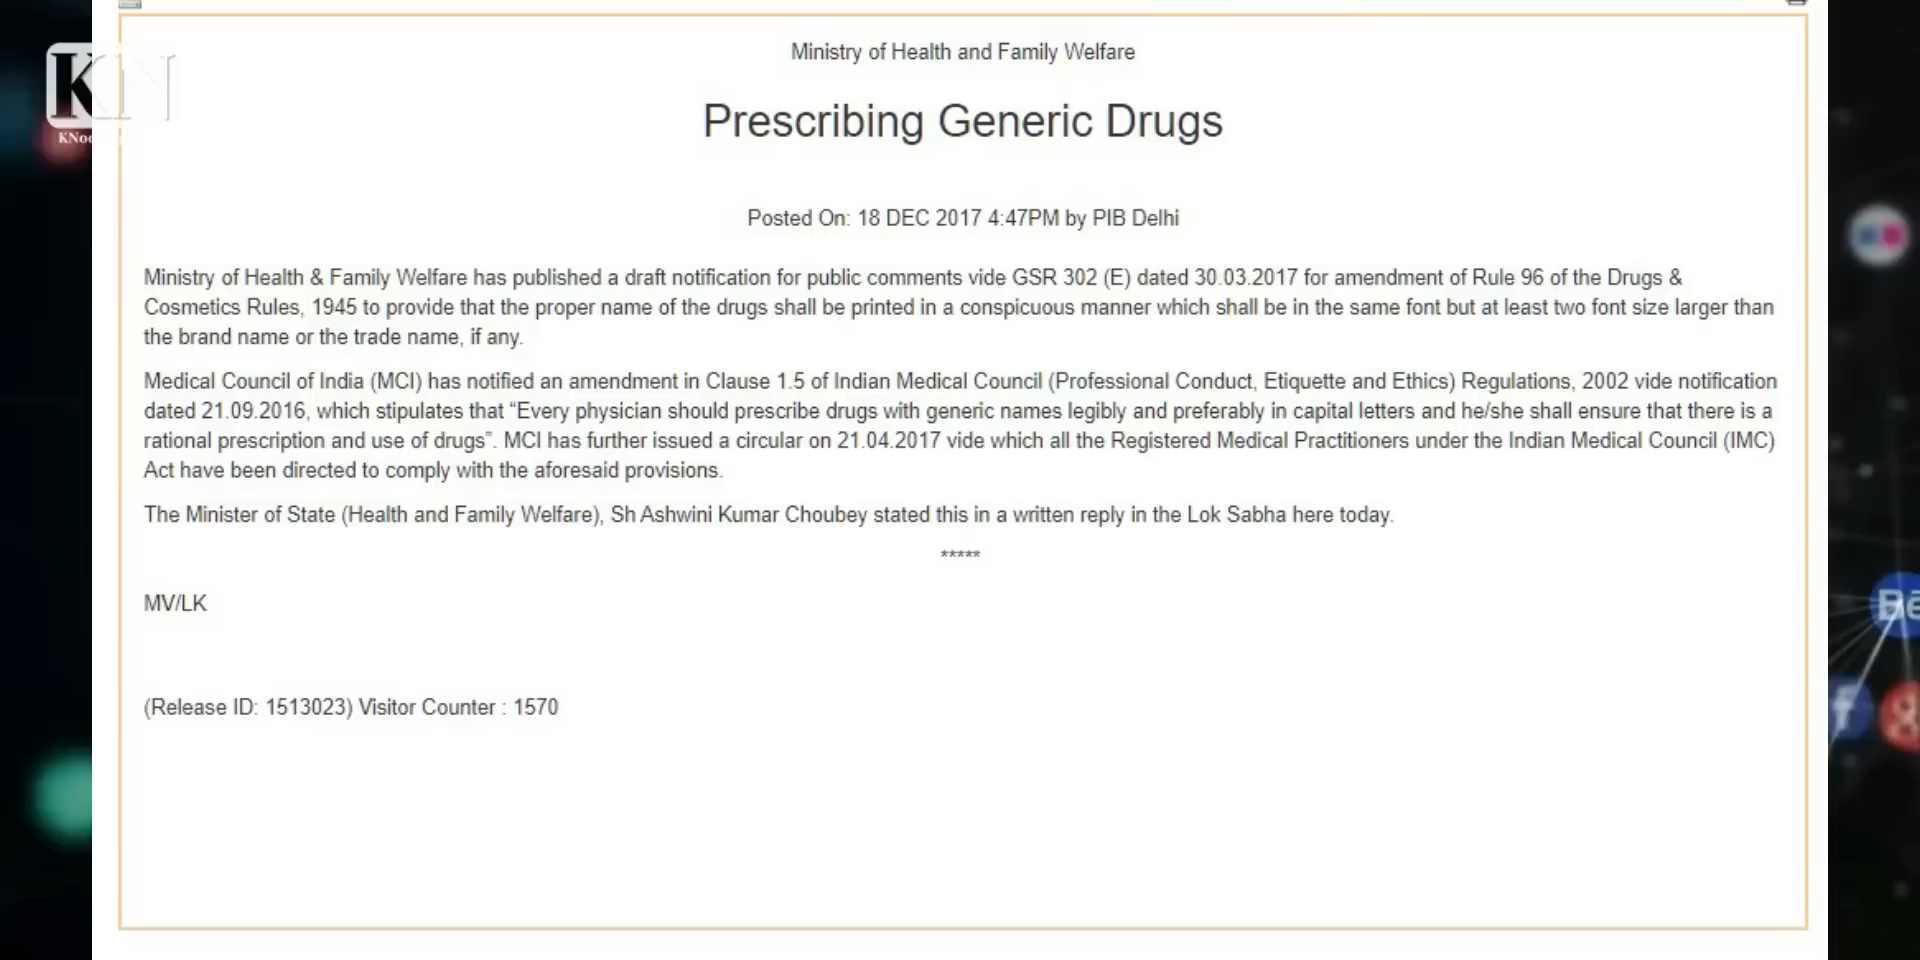 Ministry of Health and Family Welfare
Prescribing Generic Drugs
KN
KNoo
Posted On: 18 DEC 2017 4:47PM by PIB Delhi
Ministry of Health & Family Welfare has published a draft notification for public comments vide GSR 302 (E) dated 30.03.2017 for amendment of Rule 96 of the Drugs &
Cosmetics Rules, 1945 to provide that the proper name of the drugs shall be printed in a conspicuous manner which shall be in the same font but at least two font size larger than
the brand name or the trade name, if any.
Medical Council of India (MCI) has notified an amendment in Clause 1.5 of Indian Medical Council (Professional Conduct, Etiquette and Ethics) Regulations, 2002 vide notification
dated 21.09.2016, which stipulates that “Every physician should prescribe drugs with generic names legibly and preferably in capital letters and he/she shall ensure that there is a
rational prescription and use of drugs”. MCI has further issued a circular on 21.04.2017 vide which all the Registered Medical Practitioners under the Indian Medical Council (IMC)
Act have been directed to comply with the aforesaid provisions.
The Minister of State (Health and Family Welfare), Sh Ashwini Kumar Choubey stated this in a written reply in the Lok Sabha here today.
*****
MV/LK
Bē
(Release ID: 1513023) Visitor Counter : 1570
f
g